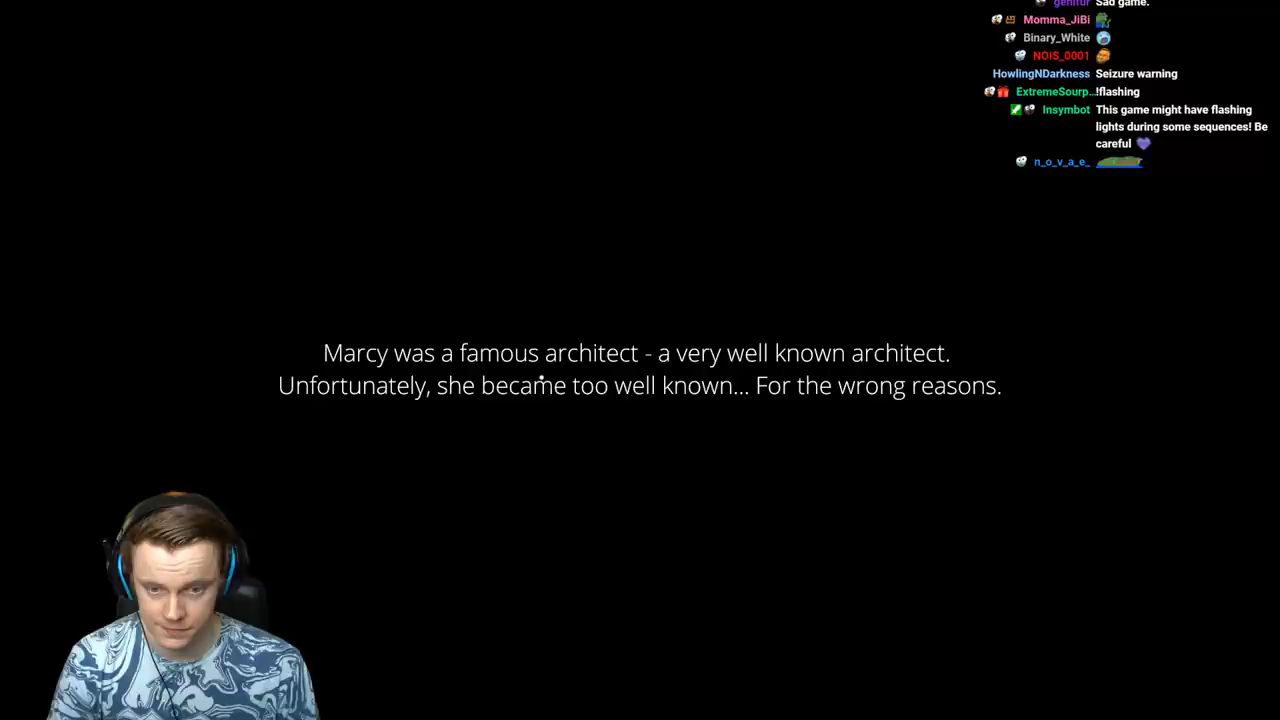 genitur Sad game.
Momma_JiBi
Binary_White
NOIS_0001
HowlingNDarkness Seizure warning
ExtremeSourp... !flashing
Insymbot This game might have flashing
lights during some sequences! Be
careful
n_o_v_a_e_
Marcy was a famous architect - a very well known architect.
Unfortunately, she became too well known... For the wrong reasons.